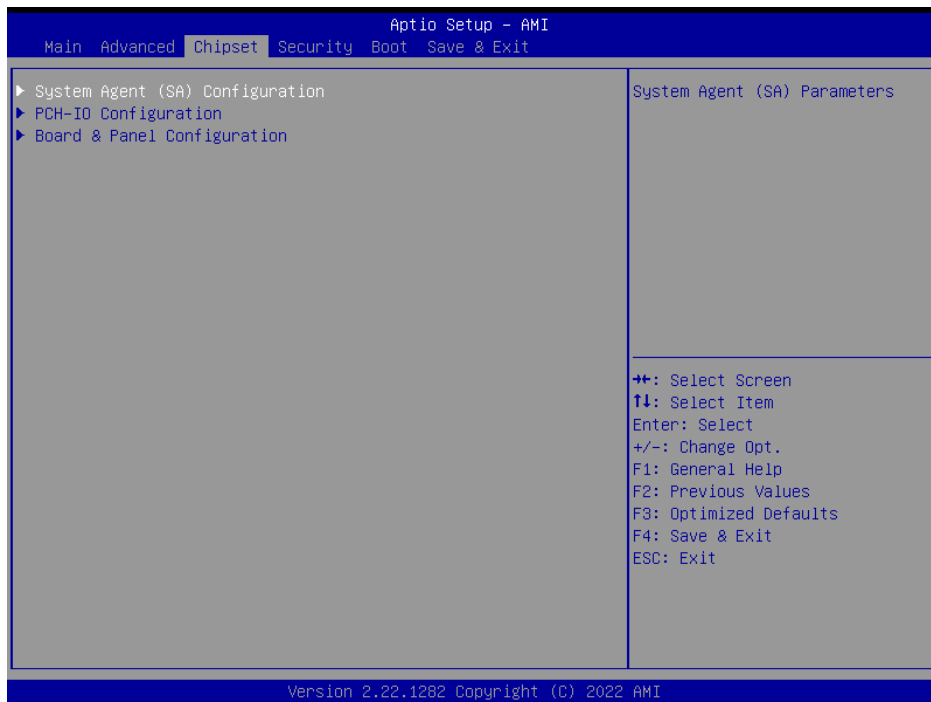 Aptio Setup – AMI
Main Advanced Chipset Security Boot Save & Exit
▶ System Agent (SA) Configuration
▶ PCH-IO Configuration
▶ Board & Panel Configuration
System Agent (SA) Parameters
→←: Select Screen
↑↓: Select Item
Enter: Select
+/-: Change Opt.
F1: General Help
F2: Previous Values
F3: Optimized Defaults
F4: Save & Exit
ESC: Exit
Version 2.22.1282 Copyright (C) 2022 AMI